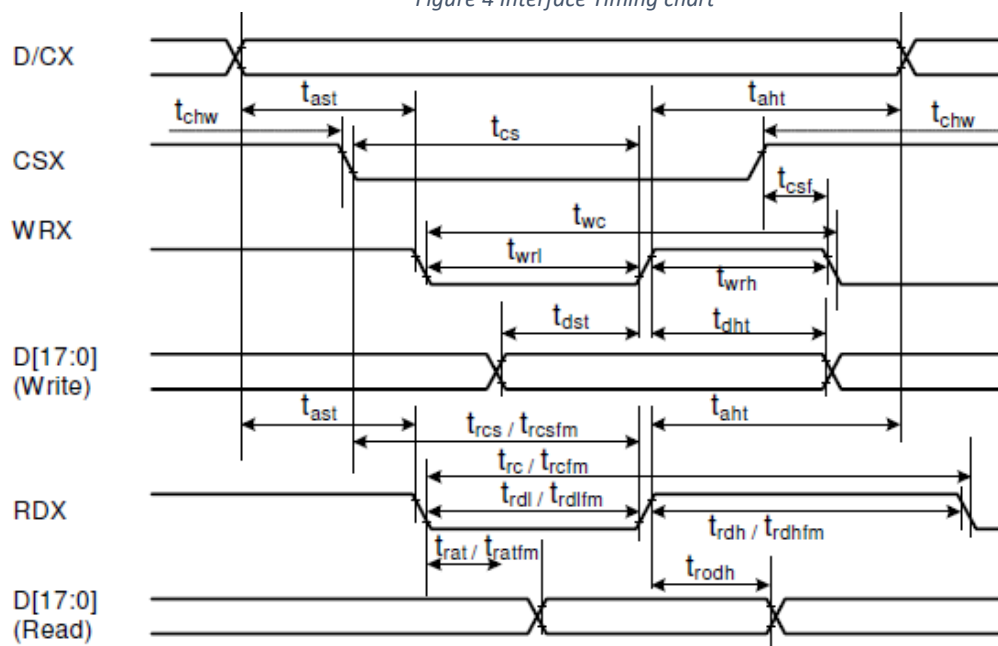 Figure 4 Interface Timing chart
D/CX
tast
taht
tchw
tchw
tcs
CSX
tcsf
WRX
twc
twrl
twrh
tdst
tdht
D[17:0]
(Write)
tast
taht
trcs / trcsfm
trc / trcfm
RDX
trdl / trdlfm
trdh / trdhfm
trat / tratfm
trodh
D[17:0]
(Read)